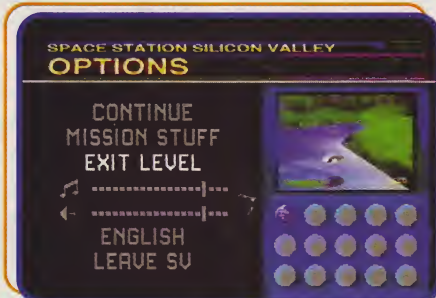 SPACE STATION SILICON VALLEY
OPTIONS
CONTINUE
MISSION STUFF
EXIT LEVEL
ENGLISH
LEAVE SV